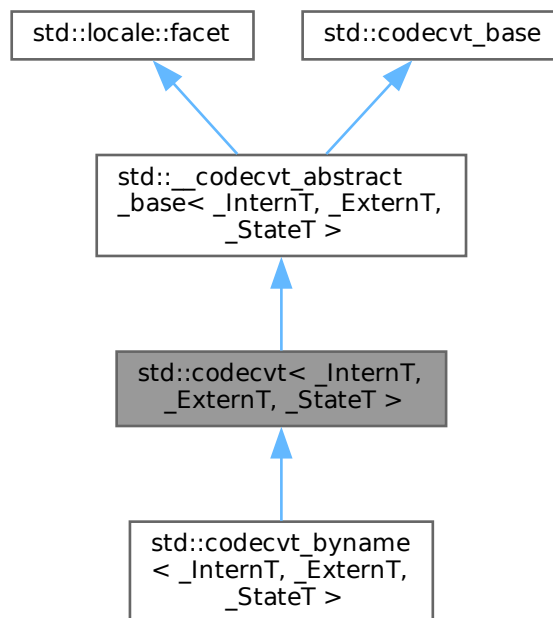 std::locale::facet
std::codecvt_base
std::__codecvt_abstract
_base< _InternT, _ExternT,
_StateT >
std::codecvt< _InternT,
_ExternT, _StateT >
std::codecvt_byname
< _InternT, _ExternT,
_StateT >